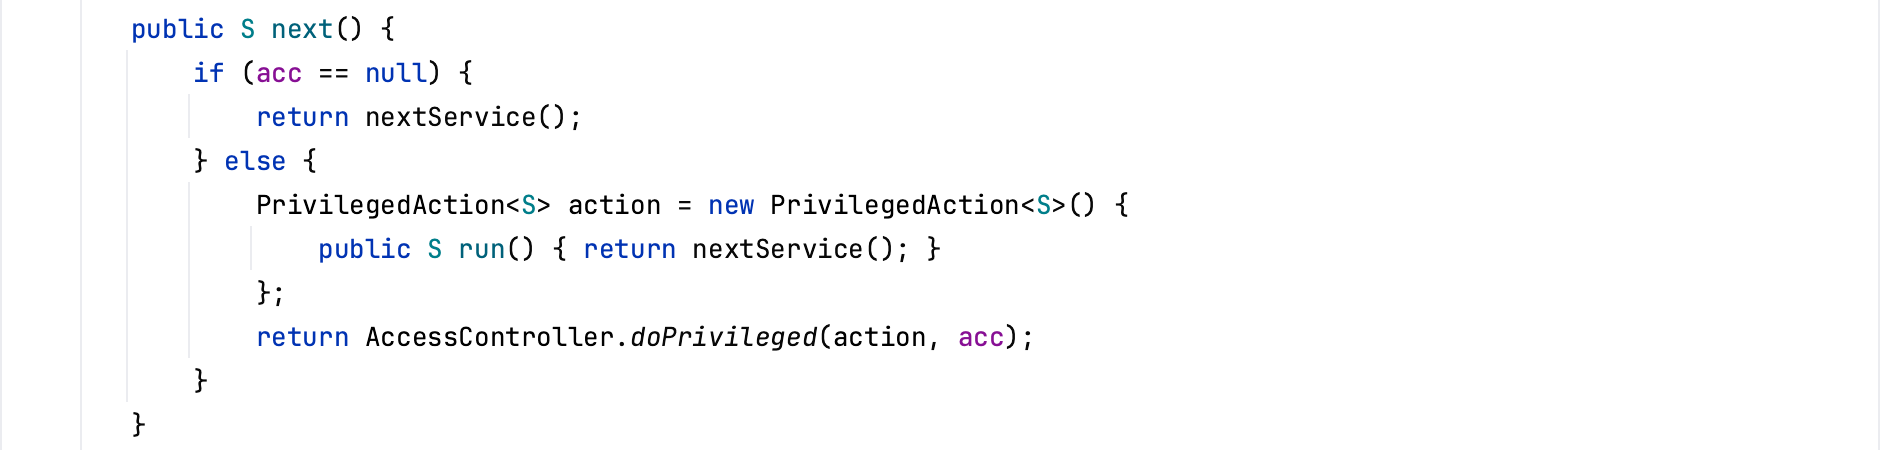 public S next() {
    if (acc == null) {
        return nextService();
    } else {
        PrivilegedAction<S> action = new PrivilegedAction<S>() {
            public S run() { return nextService(); }
        };
        return AccessController.doPrivileged(action, acc);
    }
}